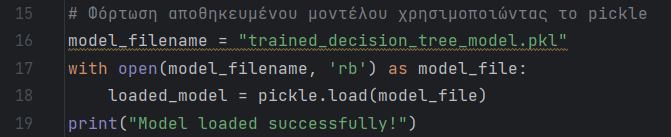 15 # Φόρτωση αποθηκευμένου μοντέλου χρησιμοποιώντας το pickle
16 model_filename = "trained_decision_tree_model.pkl"
17 with open(model_filename, 'rb') as model_file:
18     loaded_model = pickle.load(model_file)
19 print("Model loaded successfully!")